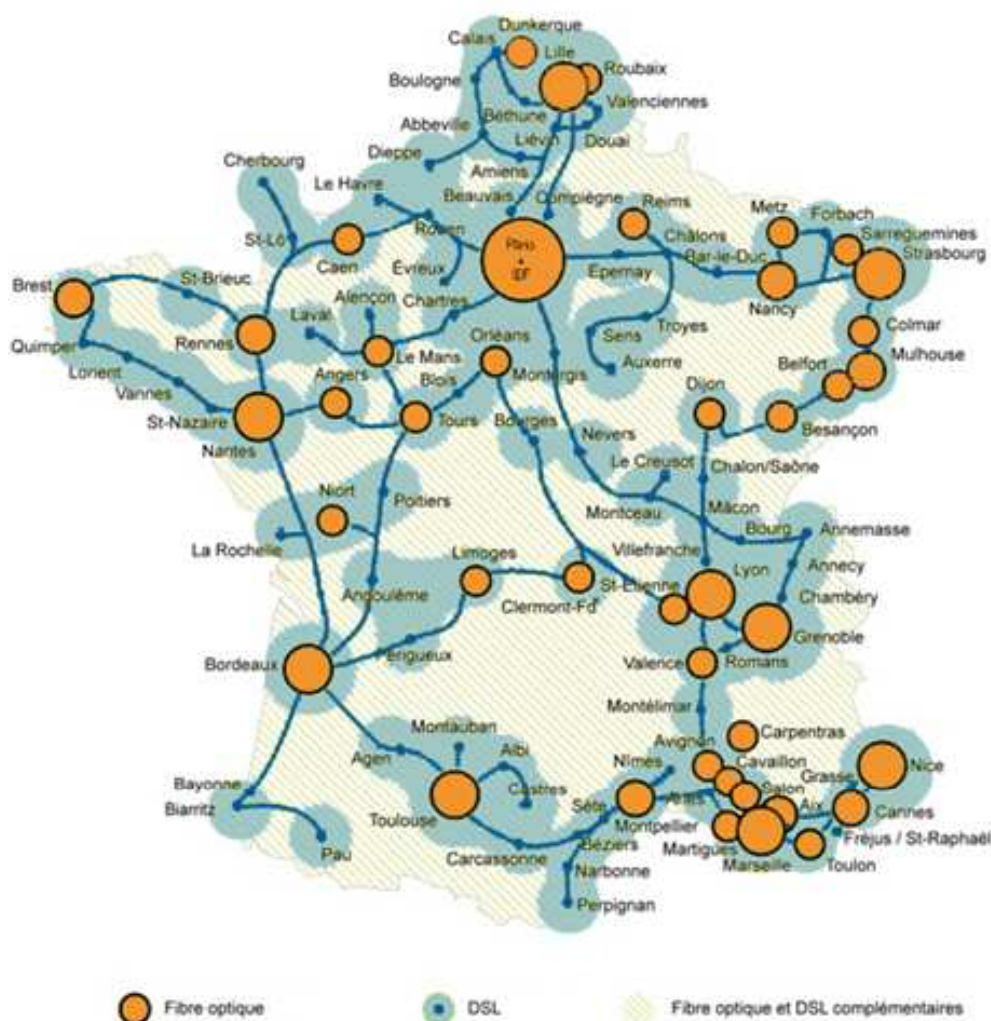 Dunkerque
Calais
Lille
Roubaix
Boulogne
Valenciennes
Béthune
Abbeville
Liévin
Douai
Dieppe
Amiens
Cherbourg
Le Havre
Beauvais
Compiègne
Reims
Metz
Forbach
Sarreguemines
St-Lô
Rouen
Paris
+
IDF
Châlons
Strasbourg
Caen
Epernay
Bar-le-Duc
Évreux
Brest
St-Brieuc
Alençon
Chartres
Nancy
Laval
Orléans
Sens
Troyes
Colmar
Quimper
Rennes
Le Mans
Auxerre
Mulhouse
Lorient
Angers
Blois
Montargis
Belfort
Vannes
Dijon
St-Nazaire
Tours
Bourges
Besançon
Nantes
Nevers
Le Creusot
Chalon/Saône
Niort
Poitiers
Montceau
Mâcon
Bourg
Annemasse
La Rochelle
Limoges
Villefranche
Lyon
Annecy
Angoulême
Clermont-Fd
St-Etienne
Chambéry
Grenoble
Bordeaux
Périgueux
Valence
Romans
Montélimar
Montauban
Carpentras
Agen
Albi
Avignon
Nîmes
Cavaillon
Grasse
Nice
Bayonne
Castres
Sète
Salon
Aix
Biarritz
Toulouse
Montpellier
Cannes
Béziers
Martigues
Fréjus / St-Raphaël
Pau
Carcassonne
Marseille
Toulon
Narbonne
Perpignan
Fibre optique
DSL
Fibre optique et DSL complémentaires